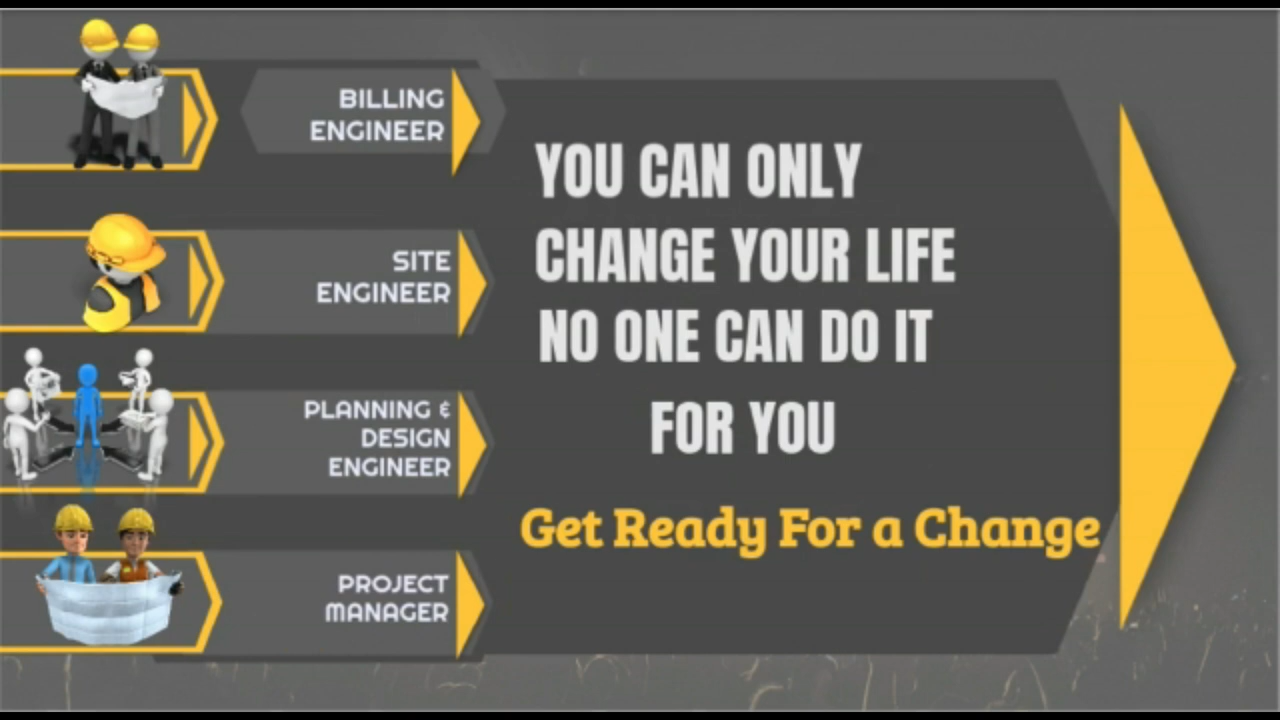 BILLING
ENGINEER
SITE
ENGINEER
PLANNING &
DESIGN
ENGINEER
PROJECT
MANAGER
YOU CAN ONLY
CHANGE YOUR LIFE
NO ONE CAN DO IT
FOR YOU
Get Ready For a Change